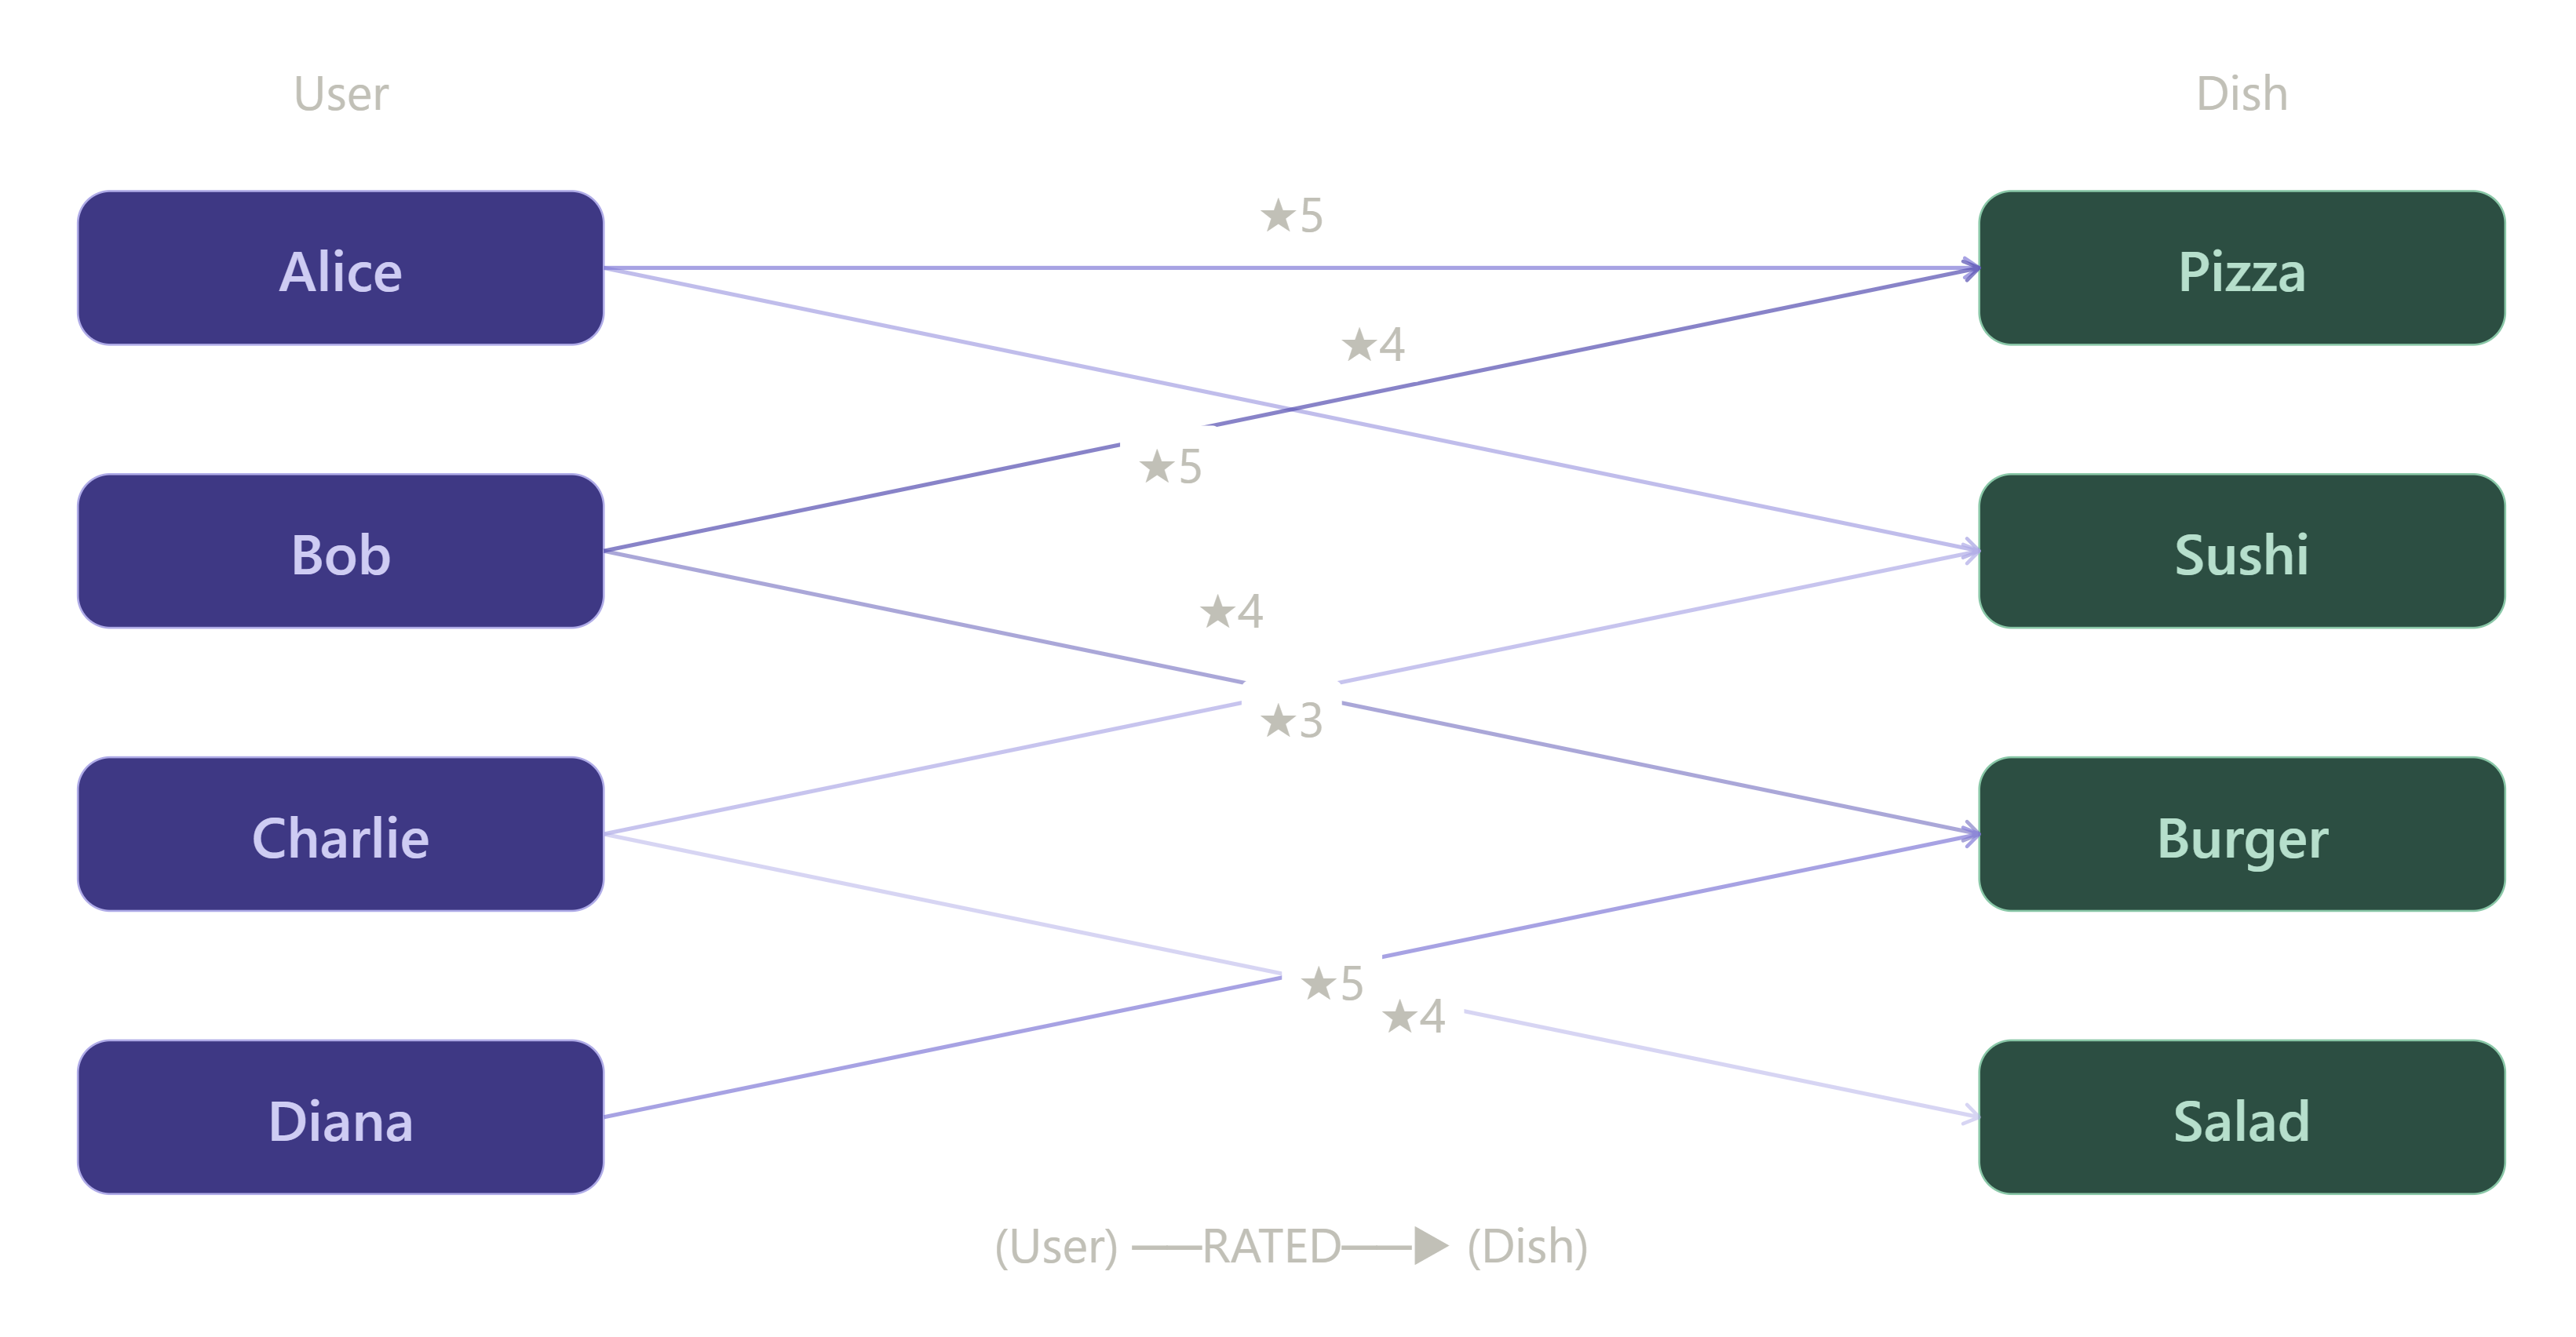 User
Dish
★5
Alice
Pizza
★4
★5
Bob
Sushi
★4
★3
Charlie
Burger
★5
★4
Diana
Salad
(User) ──RATED──▶ (Dish)